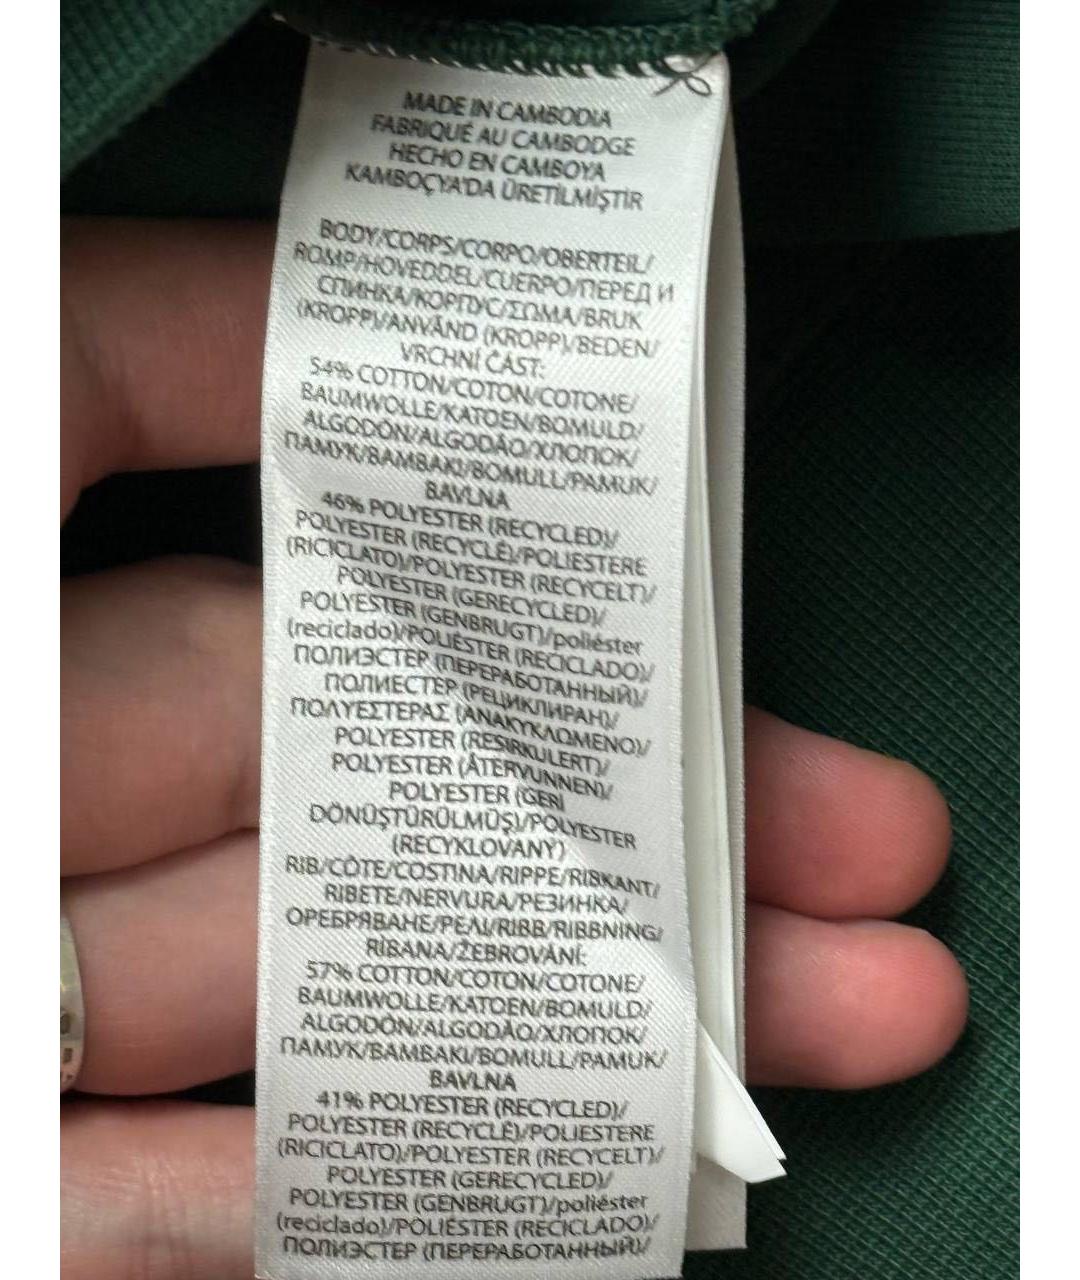 MADE IN CAMBODIA
FABRIQUÉ AU CAMBODGE
HECHO EN CAMBOYA
KAMBOÇYA'DA ÜRETİLMİŞTİR
BODY/CORPS/CORPO/OBERTEIL/
ROMP/HOVEDDEL/CUERPO/ПЕРЕД И
СПИНКА/КОРПУС/ΣΩΜΑ/BRUK
(KROPP)/ANVÄND (KROPP)/BEDEN/
VRCHNÍ ČÁST:
54% COTTON/COTON/COTONE/
BAUMWOLLE/KATOEN/BOMULD/
ALGODÓN/ALGODÃO/ХЛОПОК/
ПАМУК/BAMBAKI/BOMULL/PAMUK/
BAVLNA
46% POLYESTER (RECYCLED)/
POLYESTER (RECYCLÉ)/POLIESTERE
(RICICLATO)/POLYESTER (RECYCELT)/
POLYESTER (GERECYCLED)/
POLYESTER (GENBRUGT)/poliéster
(reciclado)/POLIÉSTER (RECICLADO)/
ПОЛИЭСТЕР (ПЕРЕРАБОТАННЫЙ)/
ПОЛИЕСТЕР (РЕЦИКЛИРАН)/
ΠΟΛΥΕΣΤΕΡΑΣ (ΑΝΑΚΥΚΛΩΜΕΝΟ)/
POLYESTER (RESIRKULERT)/
POLYESTER (ÅTERVUNNEN)/
POLYESTER (GERİ
DÖNÜŞTÜRÜLMÜŞ)/POLYESTER
(RECYKLOVANÝ)
RIB/CÔTE/COSTINA/RIPPE/RIBKANT/
RIBETE/NERVURA/РЕЗИНКА/
ОРЕБРЯВАНЕ/ΡΕΛΙ/RIBB/RIBBNING/
RİBANA/ŽEBROVÁNÍ:
57% COTTON/COTON/COTONE/
BAUMWOLLE/KATOEN/BOMULD/
ALGODÓN/ALGODÃO/ХЛОПОК/
ПАМУК/BAMBAKI/BOMULL/PAMUK/
BAVLNA
41% POLYESTER (RECYCLED)/
POLYESTER (RECYCLÉ)/POLIESTERE
(RICICLATO)/POLYESTER (RECYCELT)/
POLYESTER (GERECYCLED)/
POLYESTER (GENBRUGT)/poliéster
(reciclado)/POLIÉSTER (RECICLADO)/
ПОЛИЭСТЕР (ПЕРЕРАБОТАННЫЙ)/